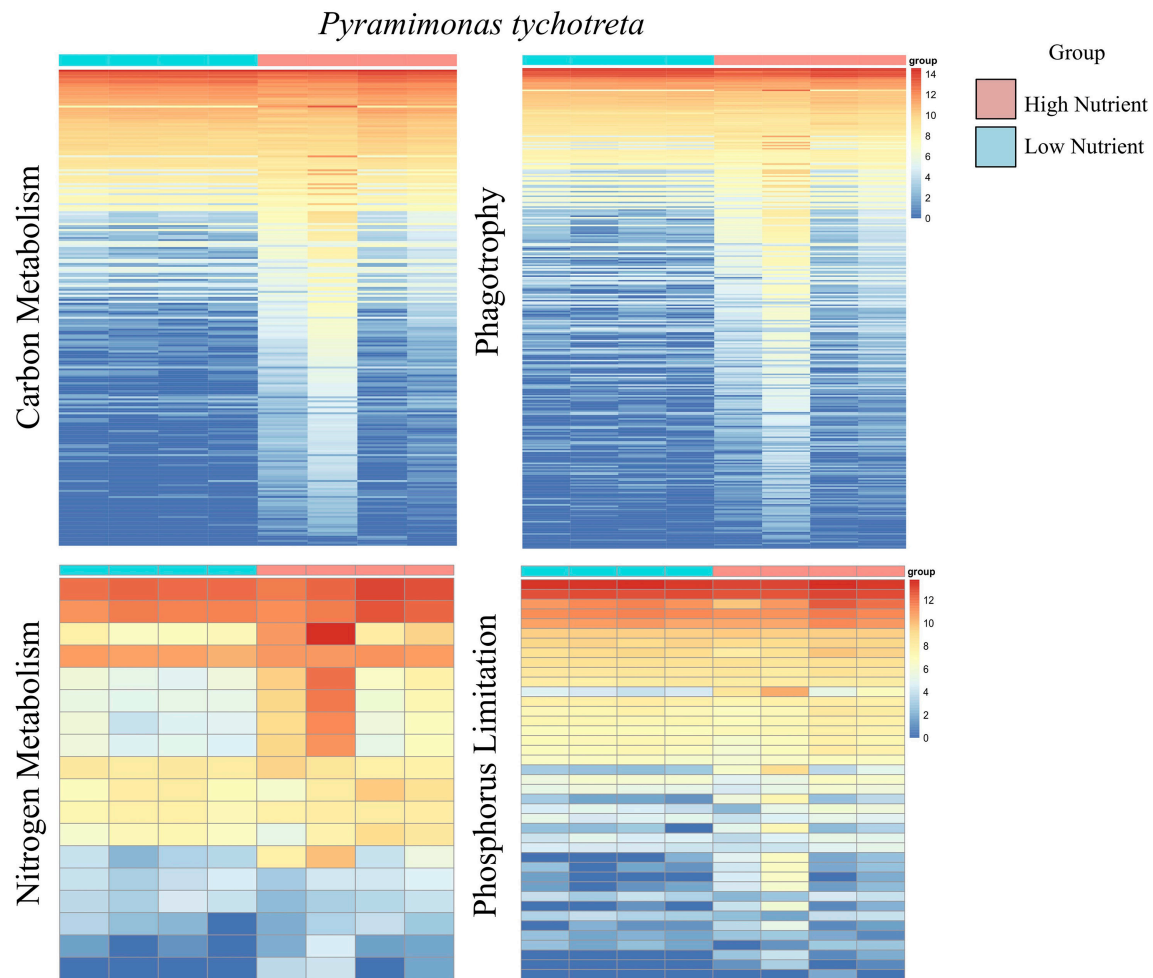 Pyramimonas tychotreta
Group
High Nutrient
Low Nutrient
Carbon Metabolism
Phagotrophy
group
14
12
10
8
6
4
2
0
Nitrogen Metabolism
Phosphorus Limitation
group
12
10
8
6
4
2
0